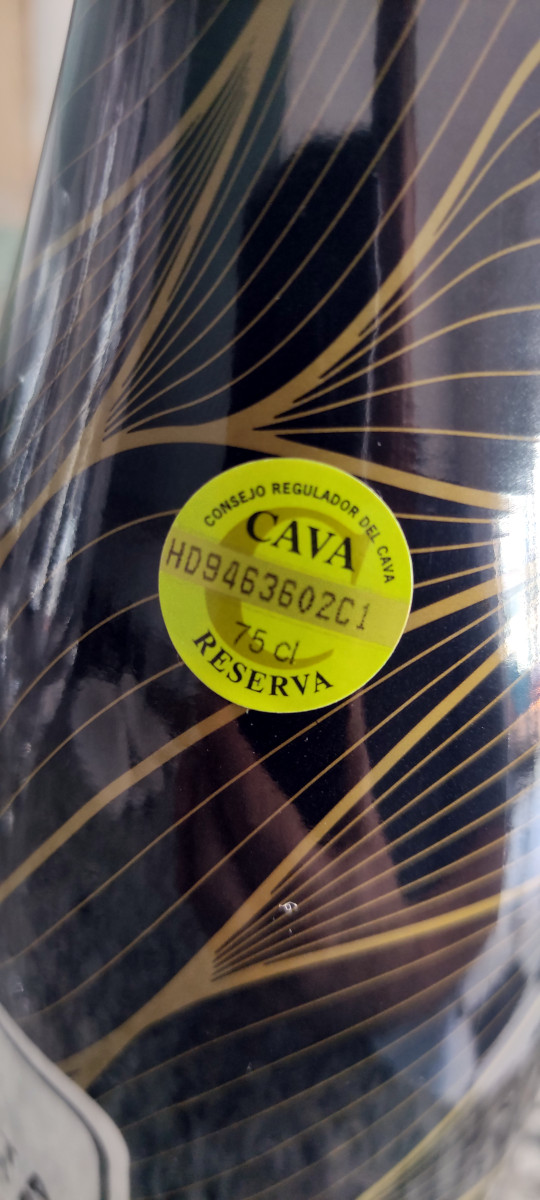 CONSEJO REGULADOR DEL CAVA
CAVA
HD9463602C1
75 cl
RESERVA